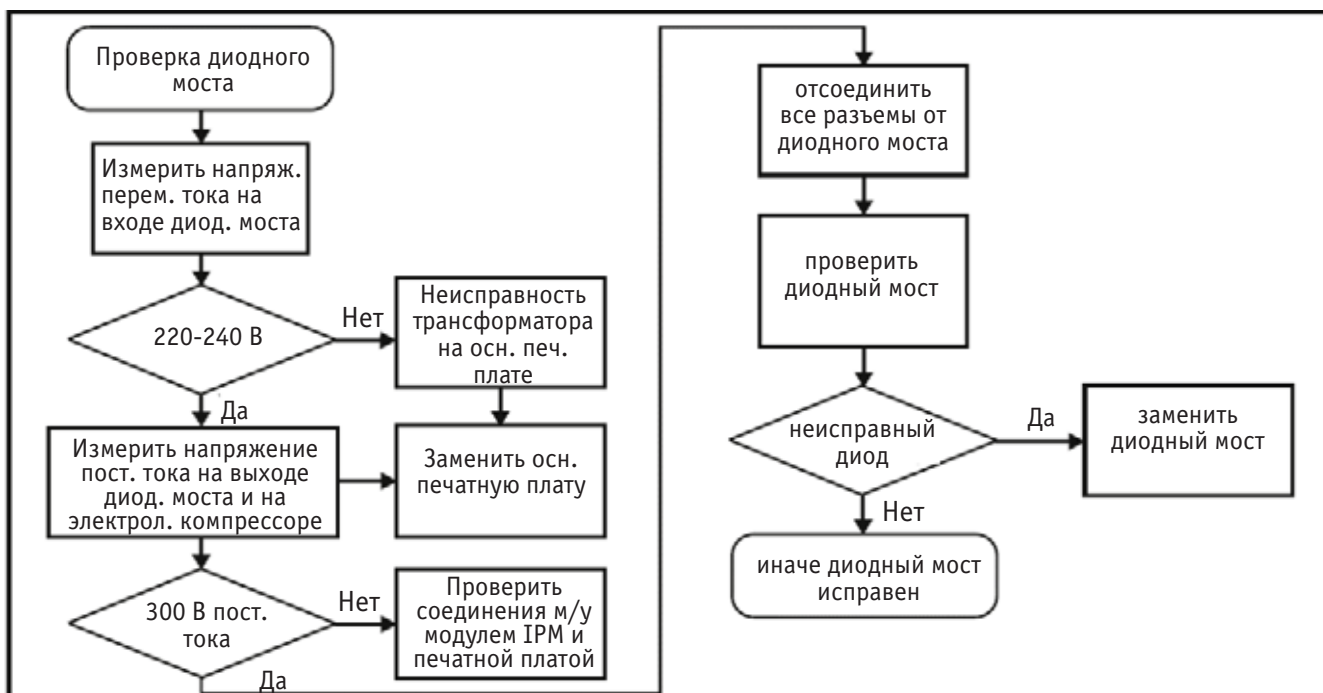 Проверка диодного
моста
Измерить напряж.
перем. тока на
входе диод. моста
220-240 В
Нет
Неисправность
трансформатора
на осн. печ.
плате
Да
Измерить напряжение
пост. тока на выходе
диод. моста и на
электрол. компрессоре
Заменить осн.
печатную плату
300 В пост.
тока
Нет
Проверить
соединения м/у
модулем IPM и
печатной платой
Да
отсоединить
все разъемы от
диодного моста
проверить
диодный мост
неисправный
диод
Да
заменить
диодный мост
Нет
иначе диодный мост
исправен